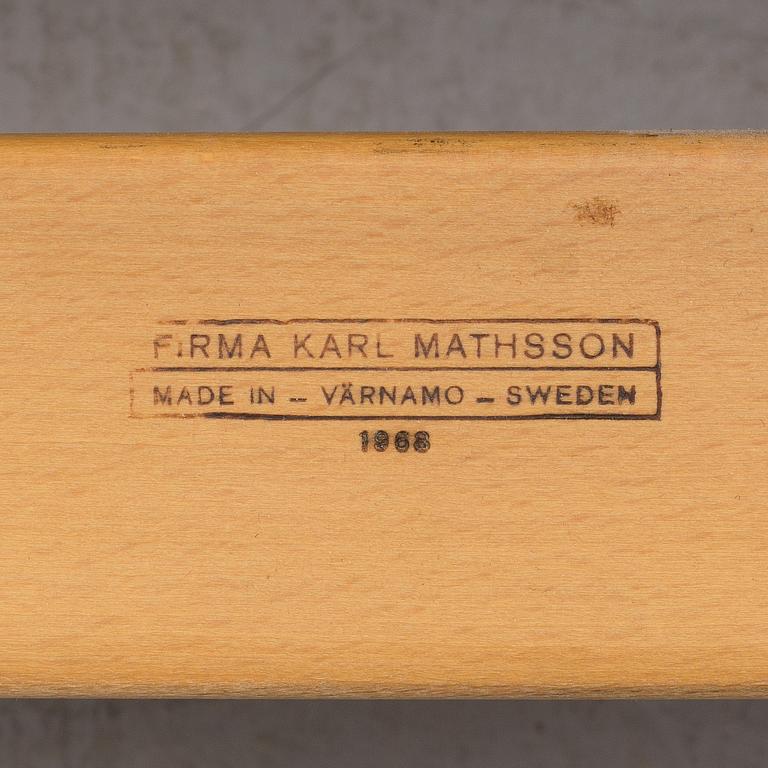 FIRMA KARL MATHSSON
MADE IN – VÄRNAMO – SWEDEN
1968